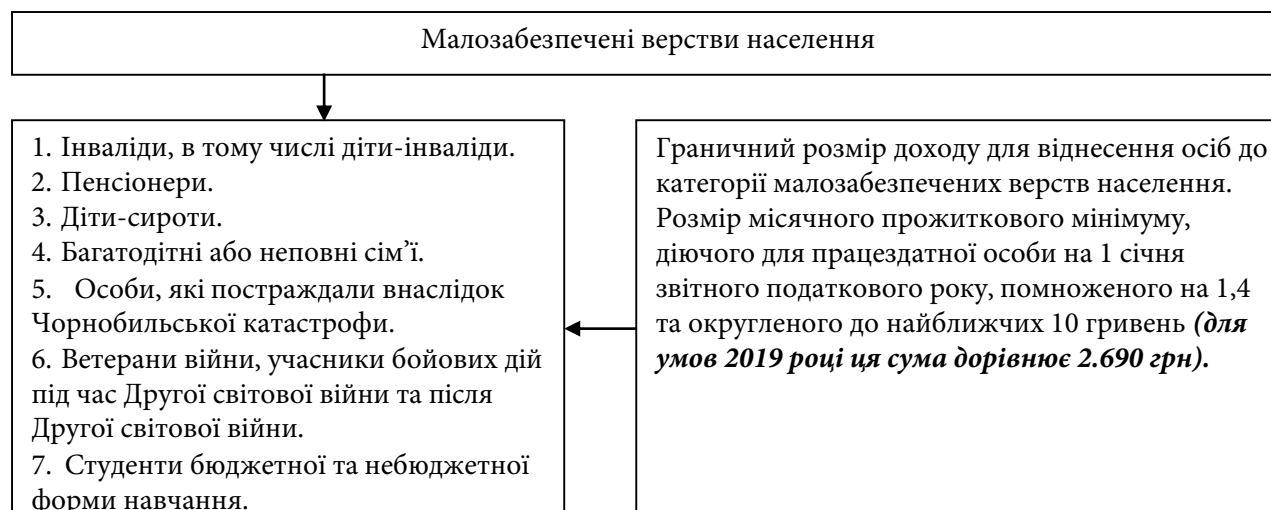 Малозабезпечені верстви населення
1. Інваліди, в тому числі діти-інваліди.
2. Пенсіонери.
3. Діти-сироти.
4. Багатодітні або неповні сім’ї.
5. Особи, які постраждали внаслідок
Чорнобильської катастрофи.
6. Ветерани війни, учасники бойових дій
під час Другої світової війни та після
Другої світової війни.
7. Студенти бюджетної та небюджетної
форми навчання.
Граничний розмір доходу для віднесення осіб до
категорії малозабезпечених верств населення.
Розмір місячного прожиткового мінімуму,
діючого для працездатної особи на 1 січня
звітного податкового року, помноженого на 1,4
та округленого до найближчих 10 гривень (для
умов 2019 році ця сума дорівнює 2.690 грн).